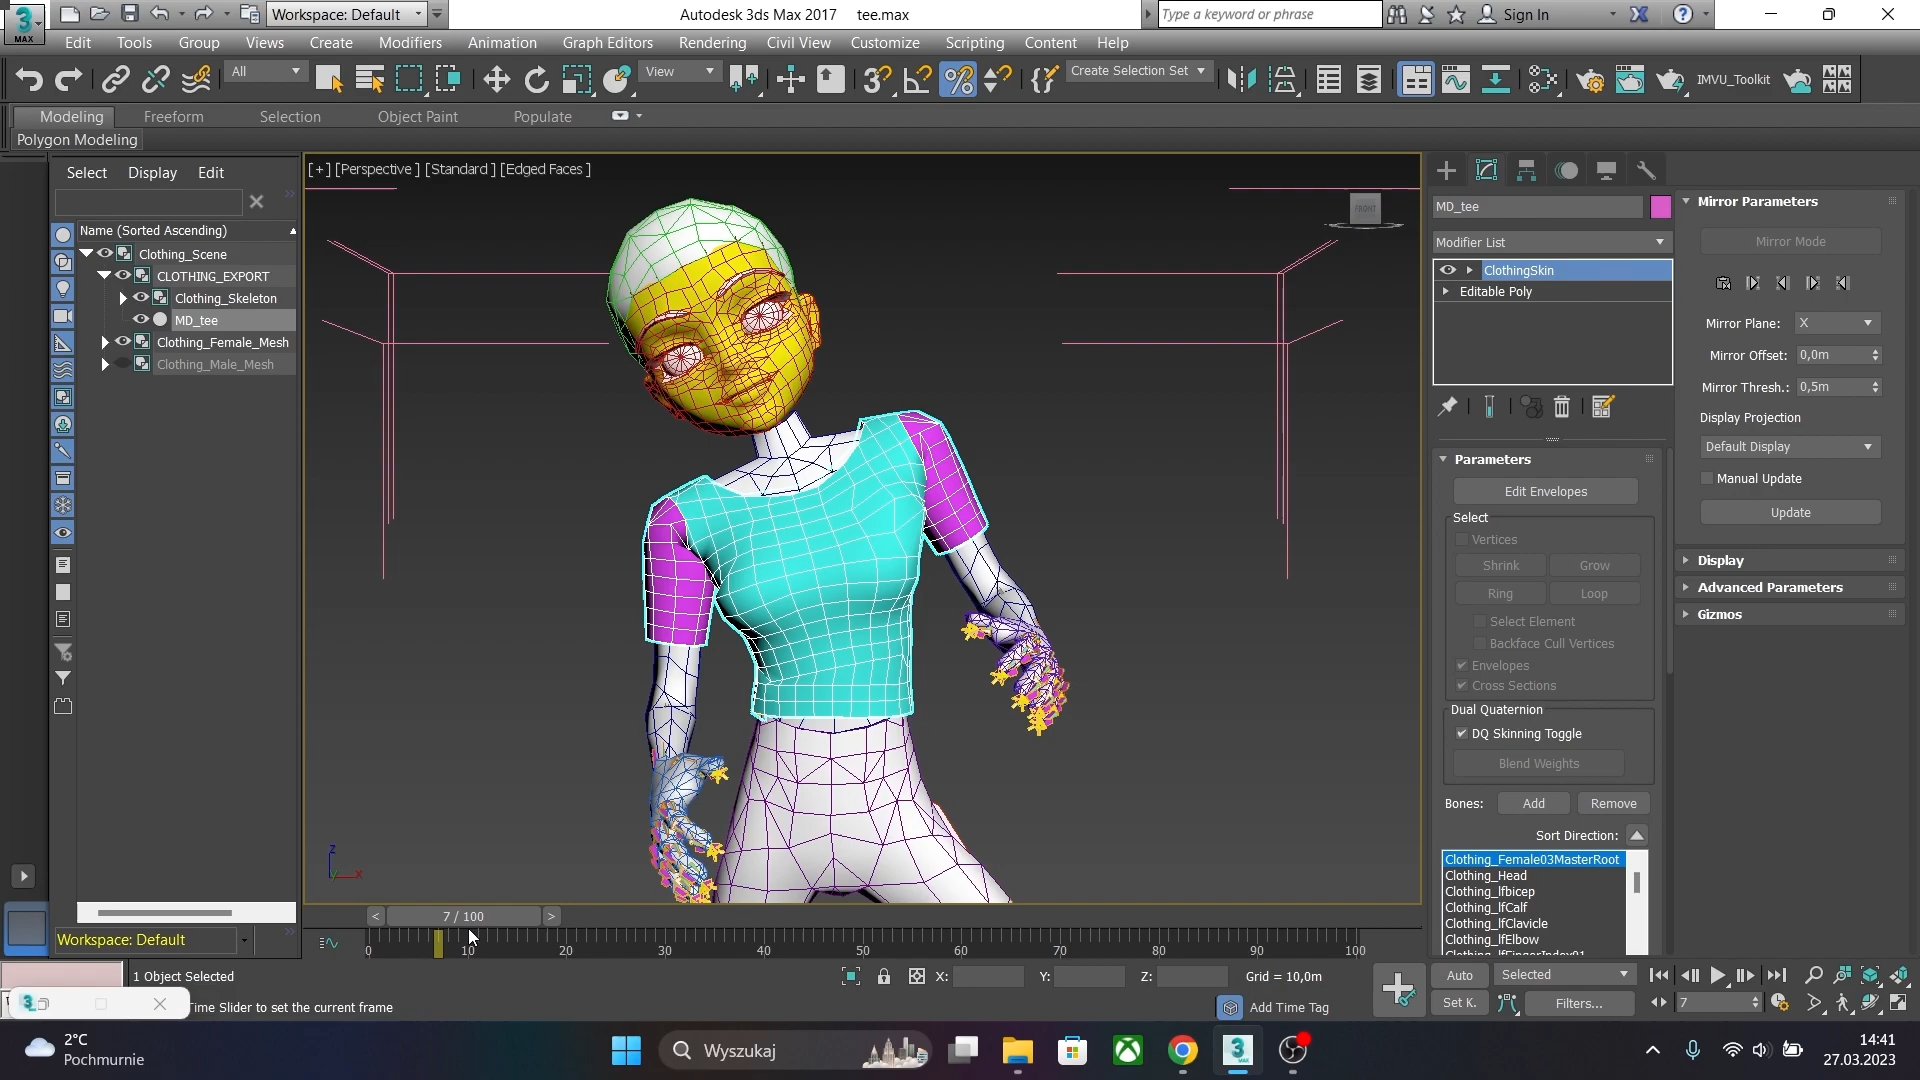 3
MAX
Workspace: Default
Autodesk 3ds Max 2017 tee.max
Type a keyword or phrase
Sign In
Edit Tools Group Views Create Modifiers Animation Graph Editors Rendering Civil View Customize Scripting Content Help
All
View
3
Create Selection Set
IMVU_Toolkit
Modeling Freeform Selection Object Paint Populate
Polygon Modeling
Select Display Edit
Name (Sorted Ascending)
Clothing_Scene
CLOTHING_EXPORT
Clothing_Skeleton
MD_tee
Clothing_Female_Mesh
Clothing_Male_Mesh
Workspace: Default
[+] [Perspective ] [Standard ] [Edged Faces ]
FRONT
z
x
< 7 / 100 >
0 10 20 30 40 50 60 70 80 90 100
MD_tee
Modifier List
ClothingSkin
Editable Poly
Parameters
Edit Envelopes
Select
Vertices
Shrink Grow
Ring Loop
Select Element
Backface Cull Vertices
Envelopes
Cross Sections
Dual Quaternion
DQ Skinning Toggle
Blend Weights
Bones: Add Remove
Sort Direction:
Clothing_Female03MasterRoot
Clothing_Head
Clothing_lfbicep
Clothing_lfCalf
Clothing_lfClavicle
Clothing_lfElbow
Clothing_lfFingerIndex01
Mirror Parameters
Mirror Mode
Mirror Plane: X
Mirror Offset: 0,0m
Mirror Thresh.: 0,5m
Display Projection
Default Display
Manual Update
Update
Display
Advanced Parameters
Gizmos
1 Object Selected
X: Y: Z: Grid = 10,0m
Auto Selected
Time Slider to set the current frame
Add Time Tag
Set K. Filters...
7
2°C
Pochmurnie
Wyszukaj
14:41
27.03.2023